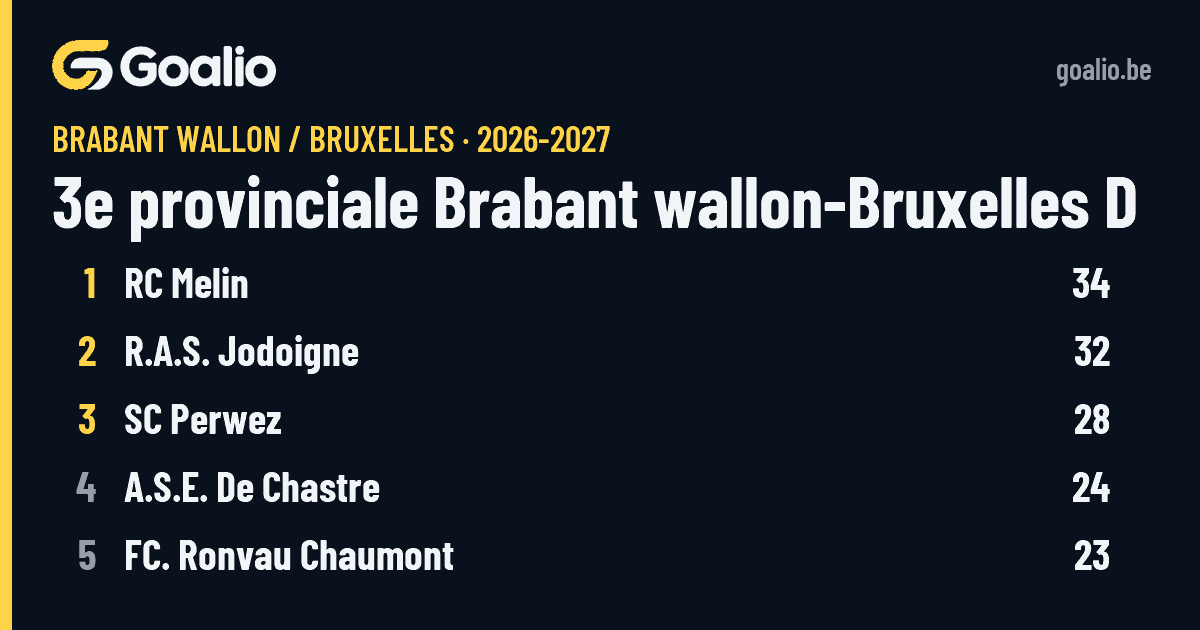 Goalio
goalio.be
BRABANT WALLON / BRUXELLES · 2026-2027
3e provinciale Brabant wallon-Bruxelles D
1 RC Melin 34
2 R.A.S. Jodoigne 32
3 SC Perwez 28
4 A.S.E. De Chastre 24
5 FC. Ronvau Chaumont 23